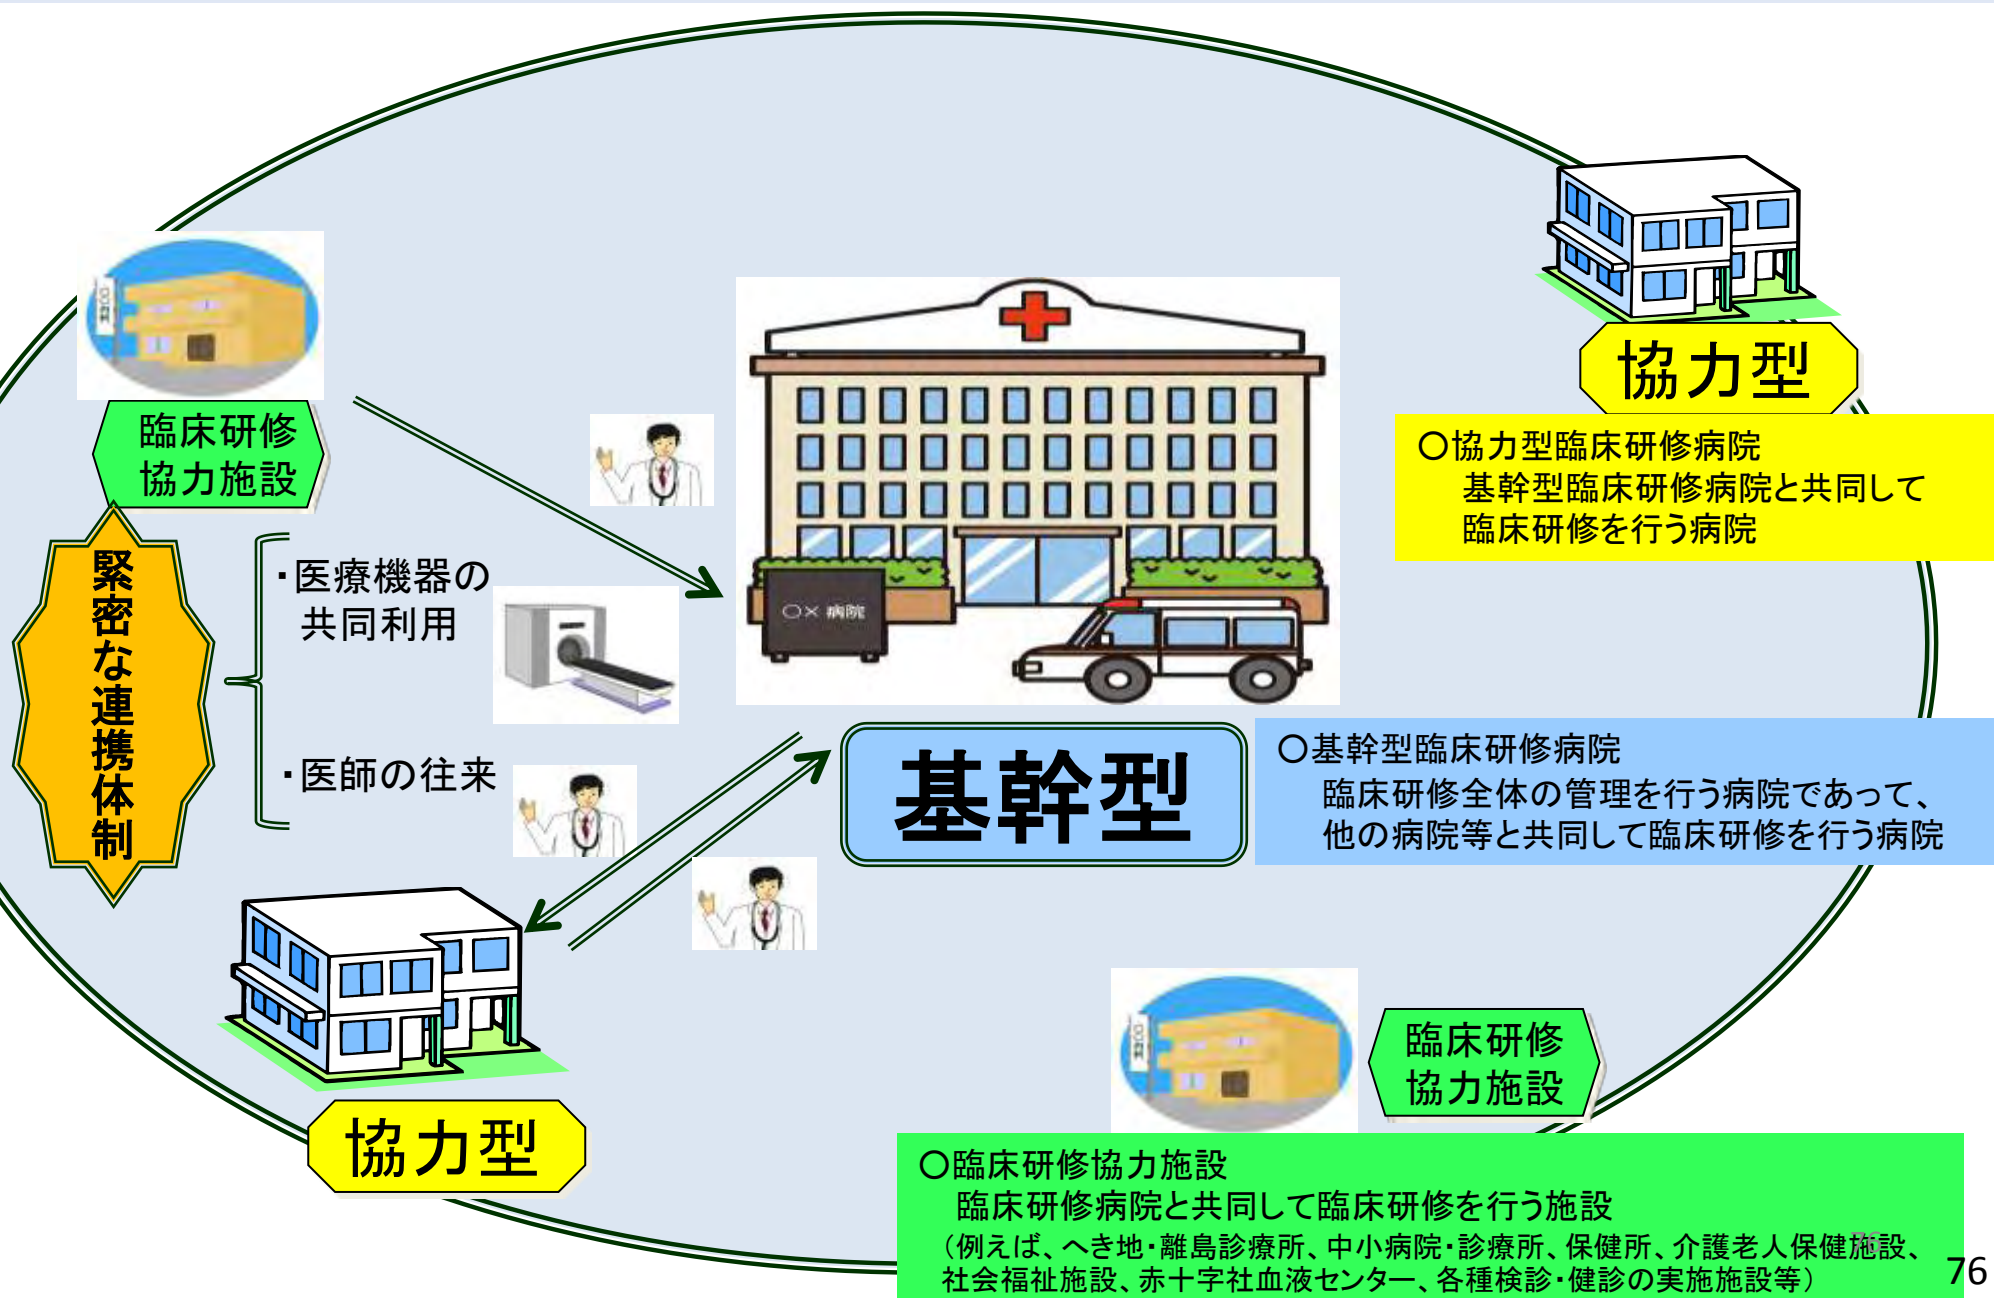 協力型
〇協力型臨床研修病院
基幹型臨床研修病院と共同して
臨床研修を行う病院
臨床研修
協力施設
緊密な連携体制
・医療機器の
共同利用
・医師の往来
〇× 病院
基幹型
〇基幹型臨床研修病院
臨床研修全体の管理を行う病院であって、
他の病院等と共同して臨床研修を行う病院
協力型
臨床研修
協力施設
〇臨床研修協力施設
臨床研修病院と共同して臨床研修を行う施設
（例えば、へき地・離島診療所、中小病院・診療所、保健所、介護老人保健施設、
社会福祉施設、赤十字社血液センター、各種検診・健診の実施施設等）
76
76